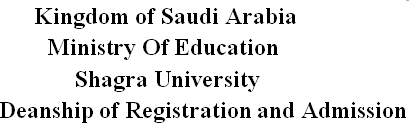 Kingdom of Saudi Arabia
Ministry Of Education
Shagra University
Deanship of Registration and Admission